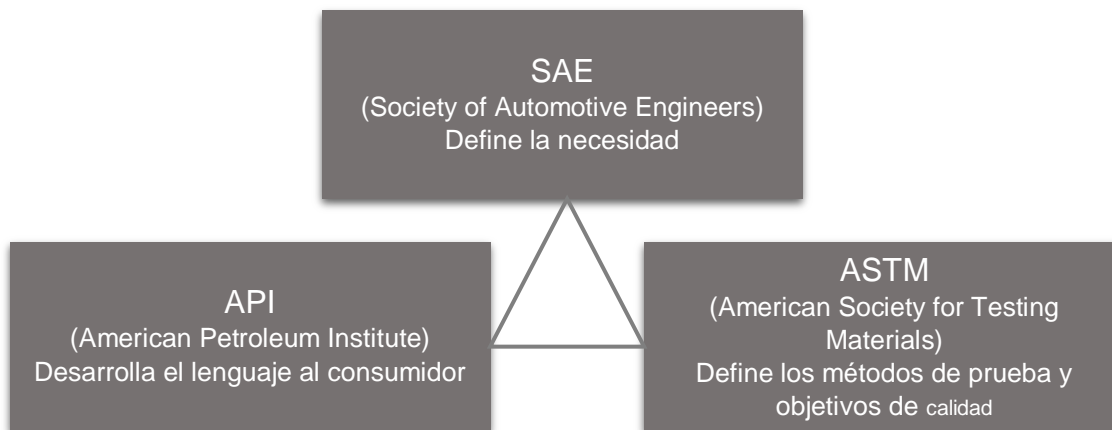 SAE
(Society of Automotive Engineers)
Define la necesidad
API
(American Petroleum Institute)
Desarrolla el lenguaje al consumidor
ASTM
(American Society for Testing
Materials)
Define los métodos de prueba y
objetivos de calidad